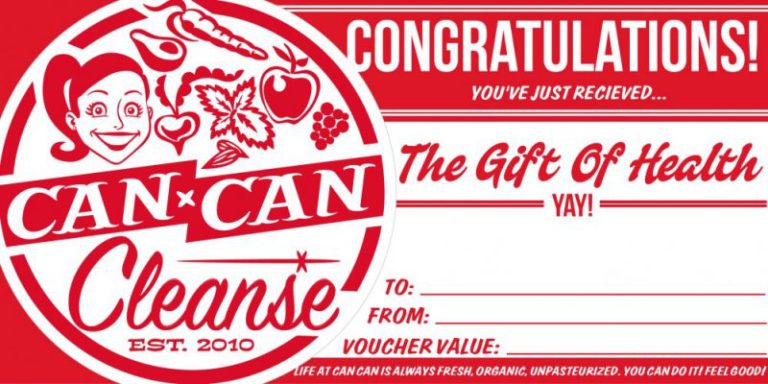 CAN × CAN
Cleanse
EST. 2010
CONGRATULATIONS!
YOU'VE JUST RECIEVED...
The Gift Of Health
YAY!
TO:
FROM:
VOUCHER VALUE:
LIFE AT CAN CAN IS ALWAYS FRESH, ORGANIC, UNPASTEURIZED. YOU CAN DO IT! FEEL GOOD!